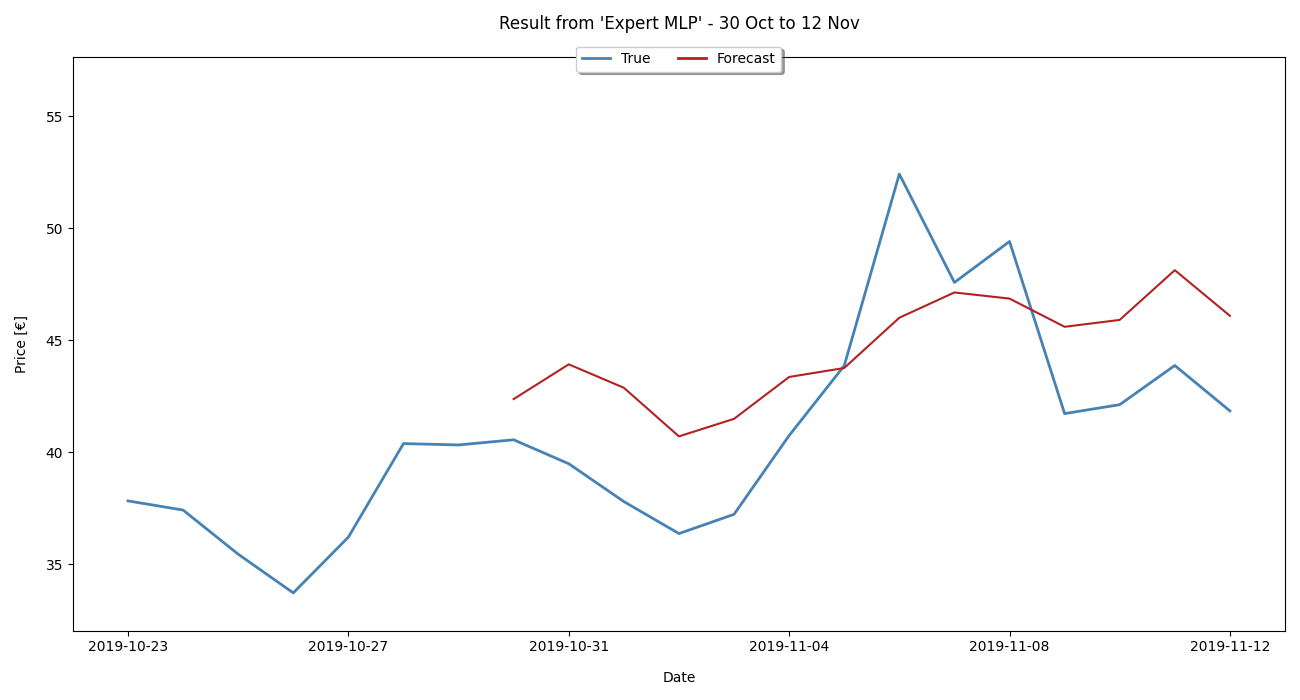 Result from 'Expert MLP' - 30 Oct to 12 Nov
True Forecast
55
50
45
40
35
Price [€]
2019-10-23 2019-10-27 2019-10-31 2019-11-04 2019-11-08 2019-11-12
Date